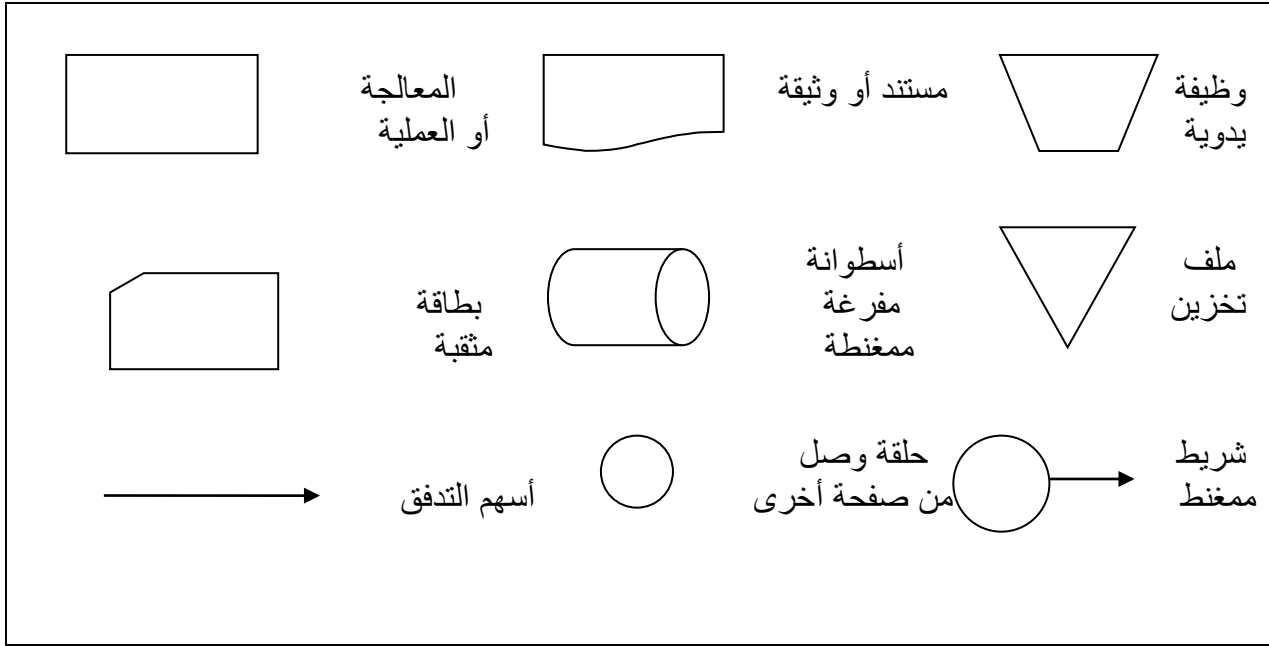 وظيفة
يدوية
مستند أو وثيقة
المعالجة
أو العملية
ملف
تخزين
أسطوانة
مفرغة
ممغنطة
بطاقة
مثقبة
شريط
ممغنط
حلقة وصل
من صفحة أخرى
أسهم التدفق